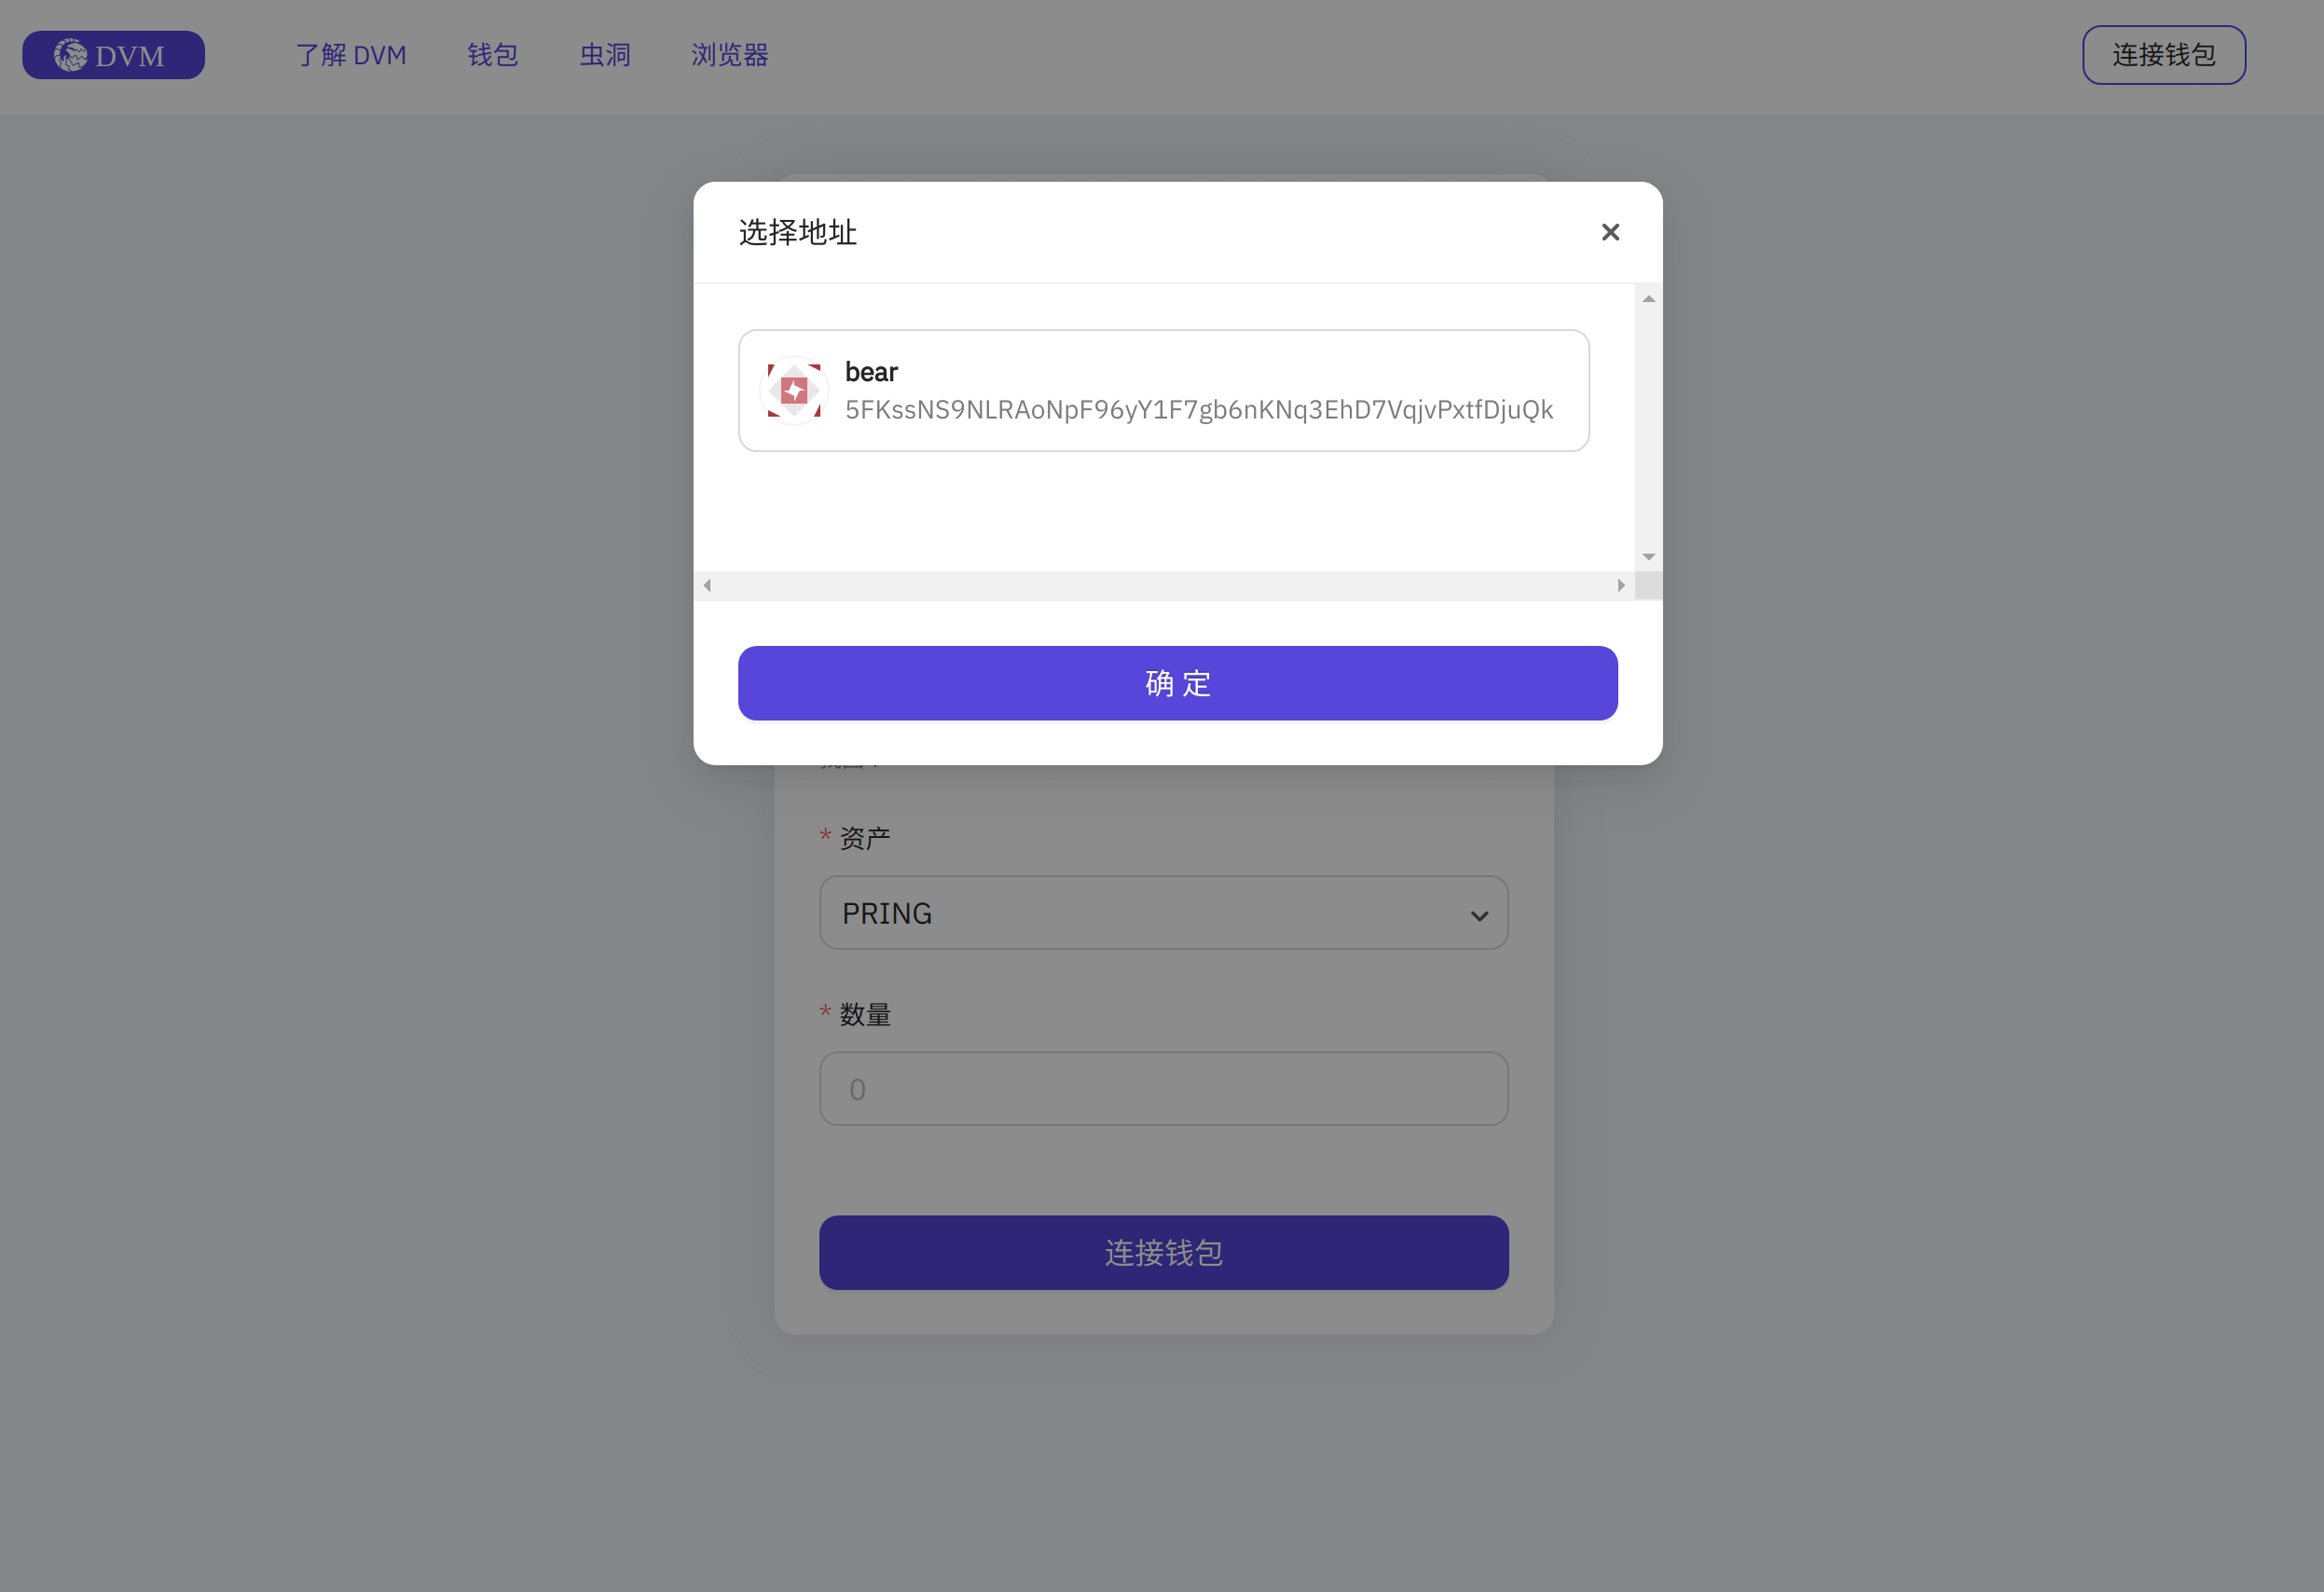 DVM
了解 DVM
钱包
虫洞
浏览器
连接钱包
选择地址
bear
5FKssNS9NLRAoNpF96yY1F7gb6nKNq3EhD7VqjvPxtfDjuQk
确 定
* 资产
PRING
* 数量
0
连接钱包